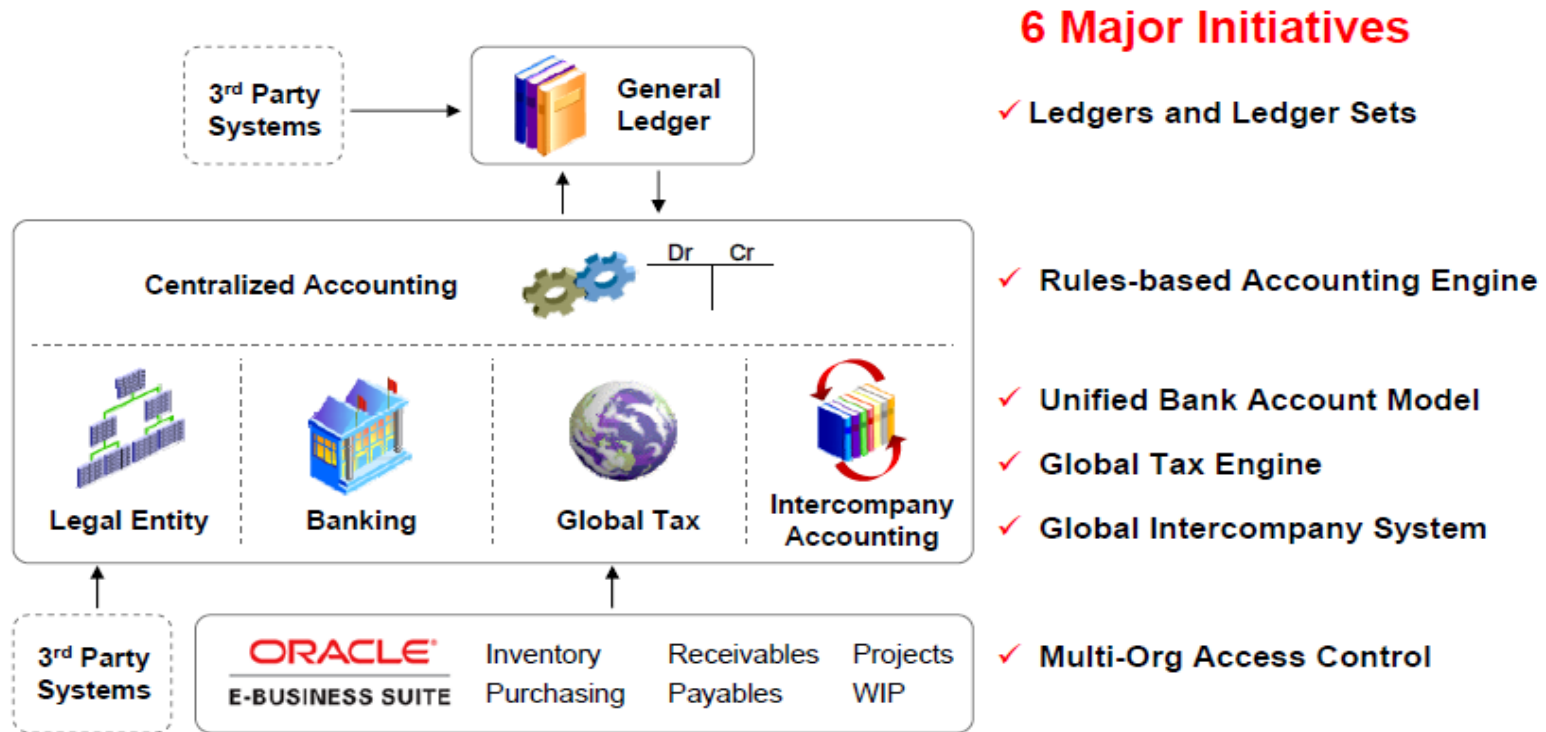 6 Major Initiatives
3rd Party
Systems
General
Ledger
✓ Ledgers and Ledger Sets
Centralized Accounting
Dr Cr
✓ Rules-based Accounting Engine
Legal Entity
Banking
Global Tax
Intercompany
Accounting
✓ Unified Bank Account Model
✓ Global Tax Engine
✓ Global Intercompany System
3rd Party
Systems
ORACLE®
E-BUSINESS SUITE
Inventory Receivables Projects
Purchasing Payables WIP
✓ Multi-Org Access Control